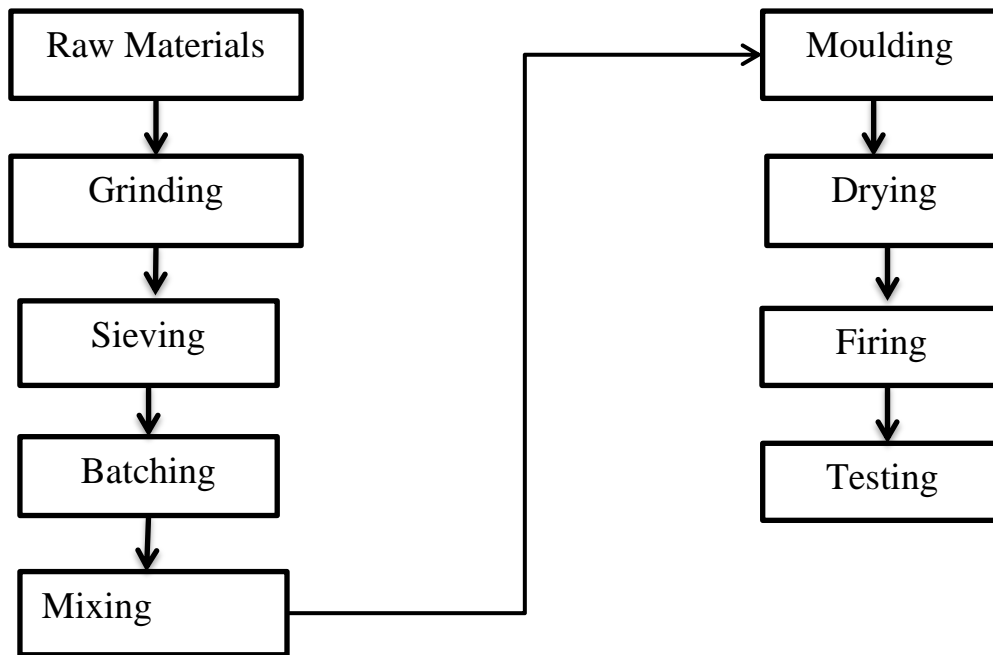 Raw Materials
Grinding
Sieving
Batching
Mixing
Moulding
Drying
Firing
Testing